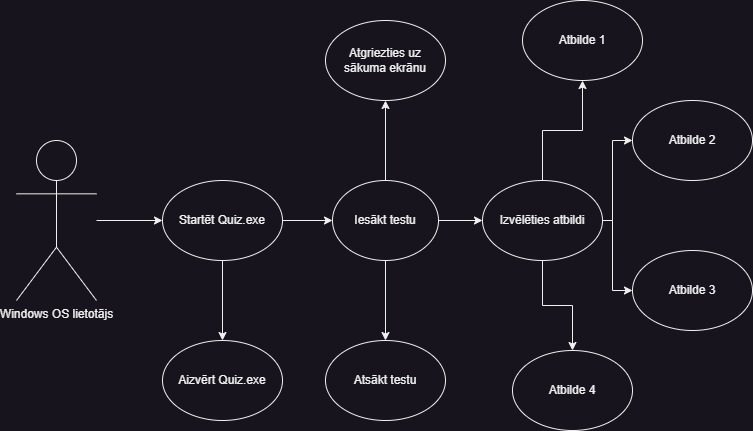 Atbilde 1
Atgriezties uz
sākuma ekrānu
Atbilde 2
Startēt Quiz.exe
Iesākt testu
Izvēlēties atbildi
Atbilde 3
Windows OS lietotājs
Aizvērt Quiz.exe
Atsākt testu
Atbilde 4